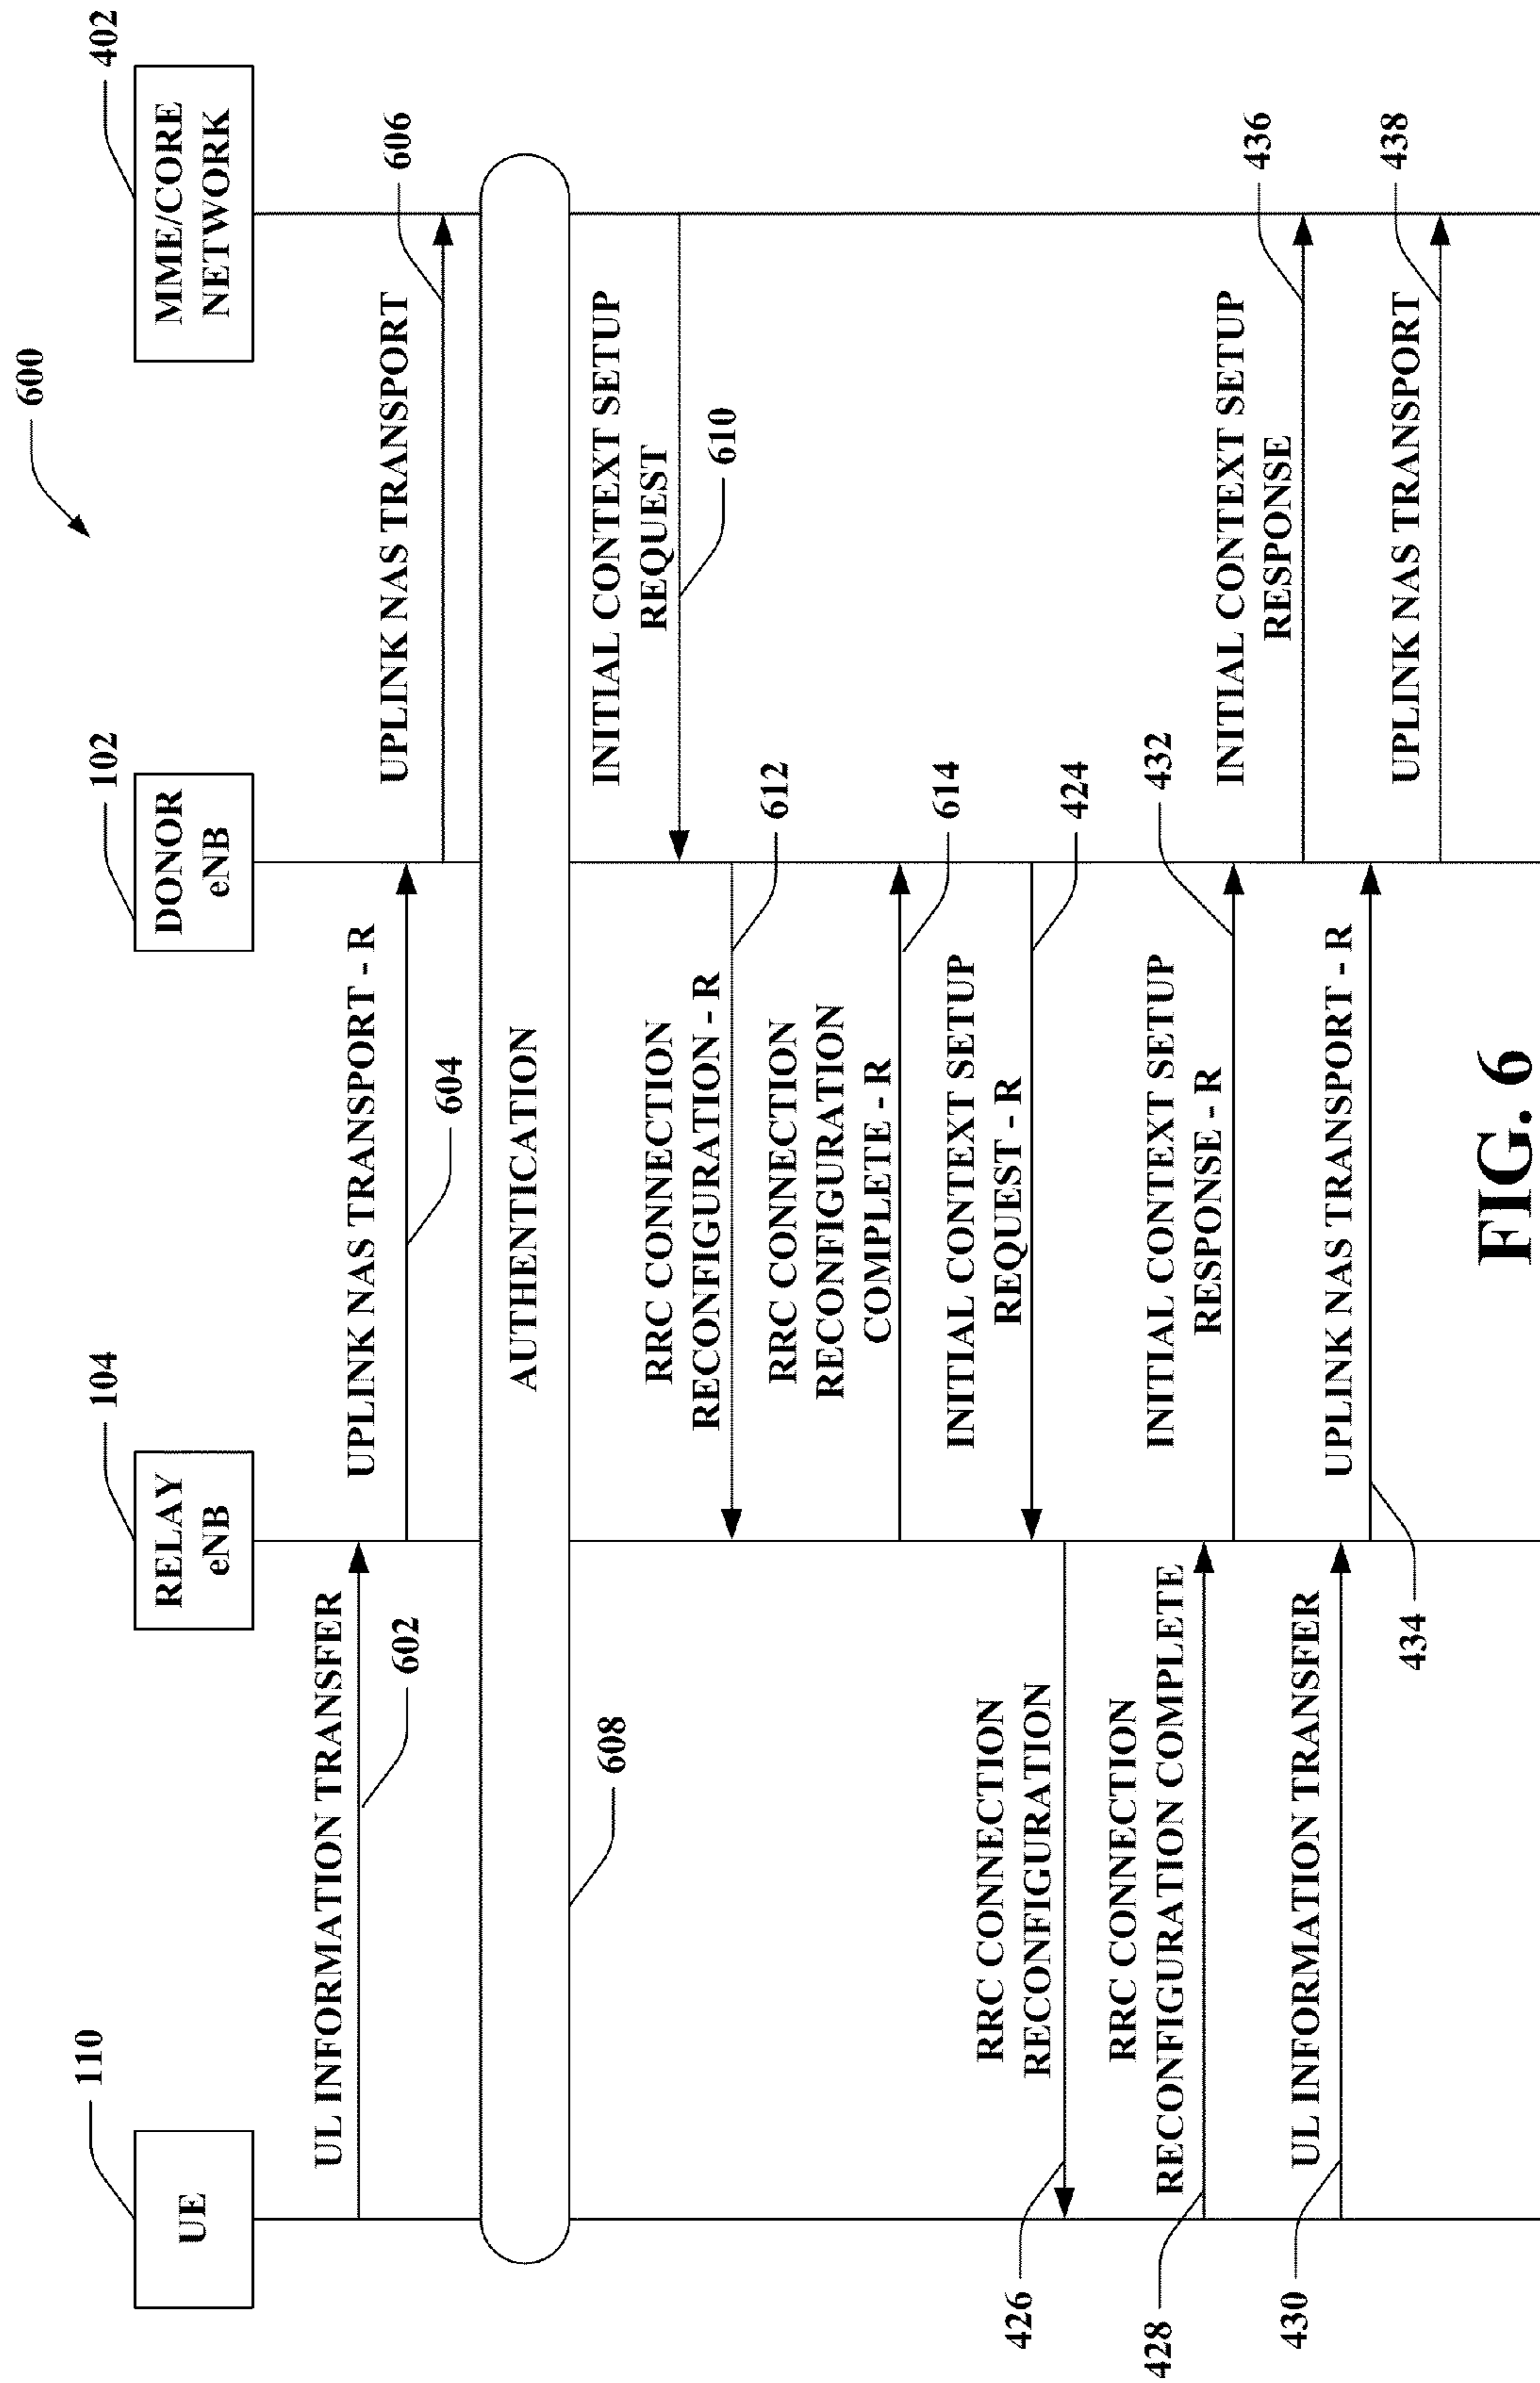 600
110
UE
104
RELAY
eNB
102
DONOR
eNB
402
MME/CORE
NETWORK
UL INFORMATION TRANSFER
602
UPLINK NAS TRANSPORT - R
604
UPLINK NAS TRANSPORT
606
AUTHENTICATION
608
INITIAL CONTEXT SETUP
REQUEST
610
RRC CONNECTION
RECONFIGURATION - R
612
RRC CONNECTION
RECONFIGURATION
COMPLETE - R
614
INITIAL CONTEXT SETUP
REQUEST - R
424
RRC CONNECTION
RECONFIGURATION
426
RRC CONNECTION
RECONFIGURATION COMPLETE
428
INITIAL CONTEXT SETUP
RESPONSE - R
432
INITIAL CONTEXT SETUP
RESPONSE
436
UL INFORMATION TRANSFER
430
UPLINK NAS TRANSPORT - R
434
UPLINK NAS TRANSPORT
438
FIG. 6